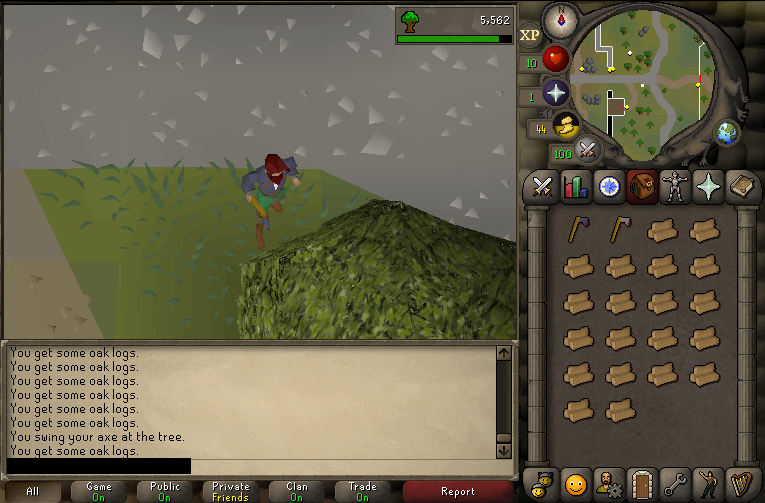 5,562
N
XP
10
1
44
100
You get some oak logs.
You get some oak logs.
You get some oak logs.
You get some oak logs.
You get some oak logs.
You get some oak logs.
You swing your axe at the tree.
You get some oak logs.
All
Game
On
Public
On
Private
Friends
Clan
On
Trade
On
Report